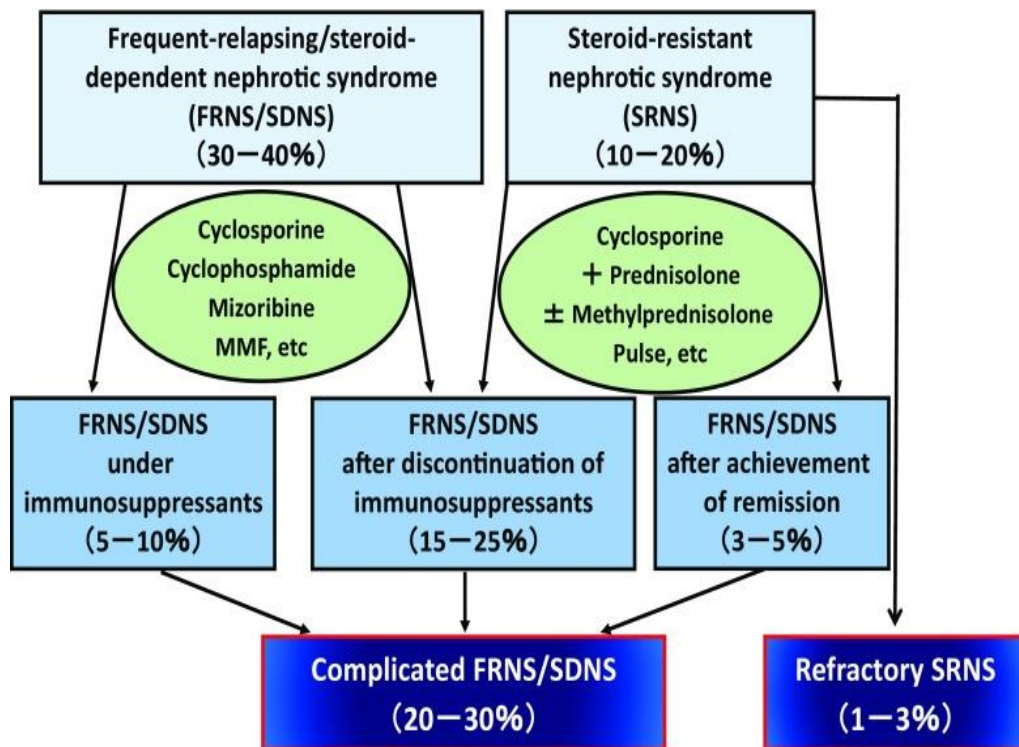 Frequent-relapsing/steroid-
dependent nephrotic syndrome
(FRNS/SDNS)
(30－40%)
Steroid-resistant
nephrotic syndrome
(SRNS)
(10－20%)
Cyclosporine
Cyclophosphamide
Mizoribine
MMF, etc
Cyclosporine
＋ Prednisolone
± Methylprednisolone
Pulse, etc
FRNS/SDNS
under
immunosuppressants
(5－10%)
FRNS/SDNS
after discontinuation of
immunosuppressants
(15－25%)
FRNS/SDNS
after achievement
of remission
(3－5%)
Complicated FRNS/SDNS
(20－30%)
Refractory SRNS
(1－3%)